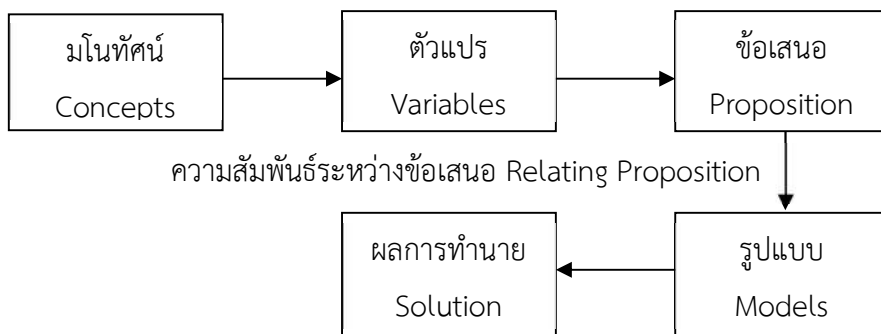 มโนทัศน์
Concepts
ตัวแปร
Variables
ข้อเสนอ
Proposition
ความสัมพันธ์ระหว่างข้อเสนอ Relating Proposition
ผลการทำนาย
Solution
รูปแบบ
Models